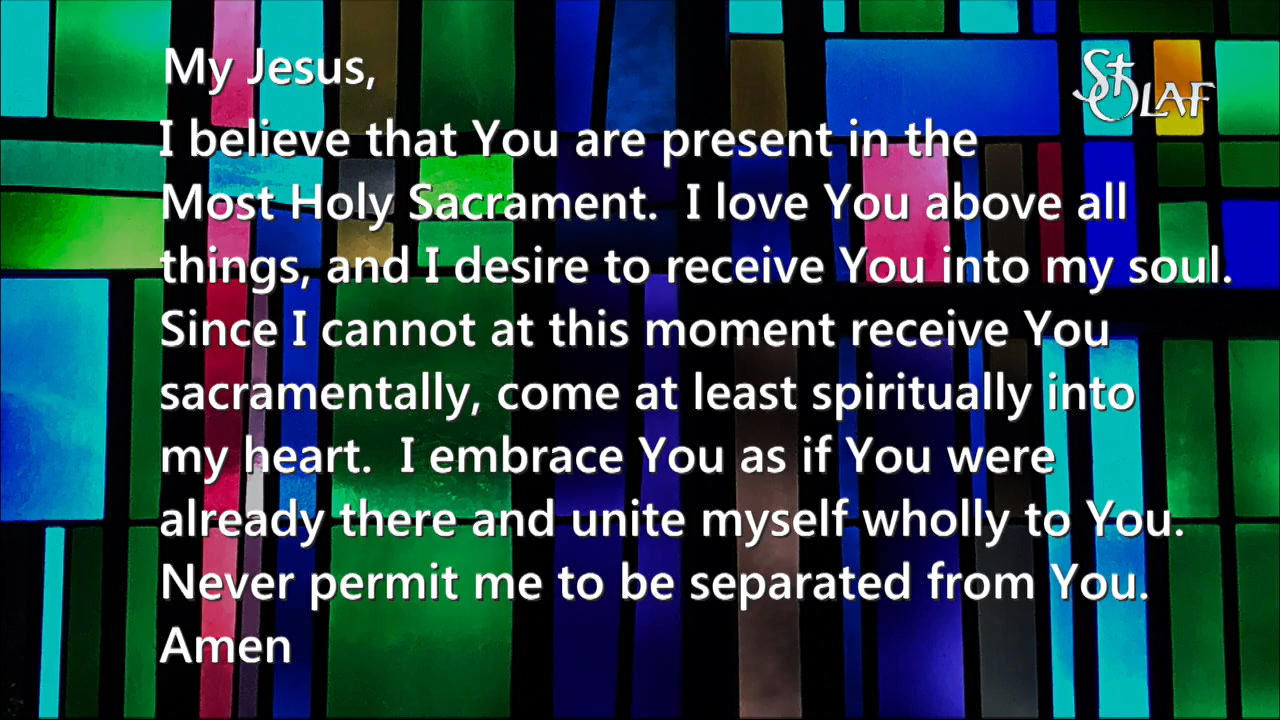 My Jesus,
St OLAF
I believe that You are present in the
Most Holy Sacrament.  I love You above all
things, and I desire to receive You into my soul.
Since I cannot at this moment receive You
sacramentally, come at least spiritually into
my heart.  I embrace You as if You were
already there and unite myself wholly to You.
Never permit me to be separated from You.
Amen